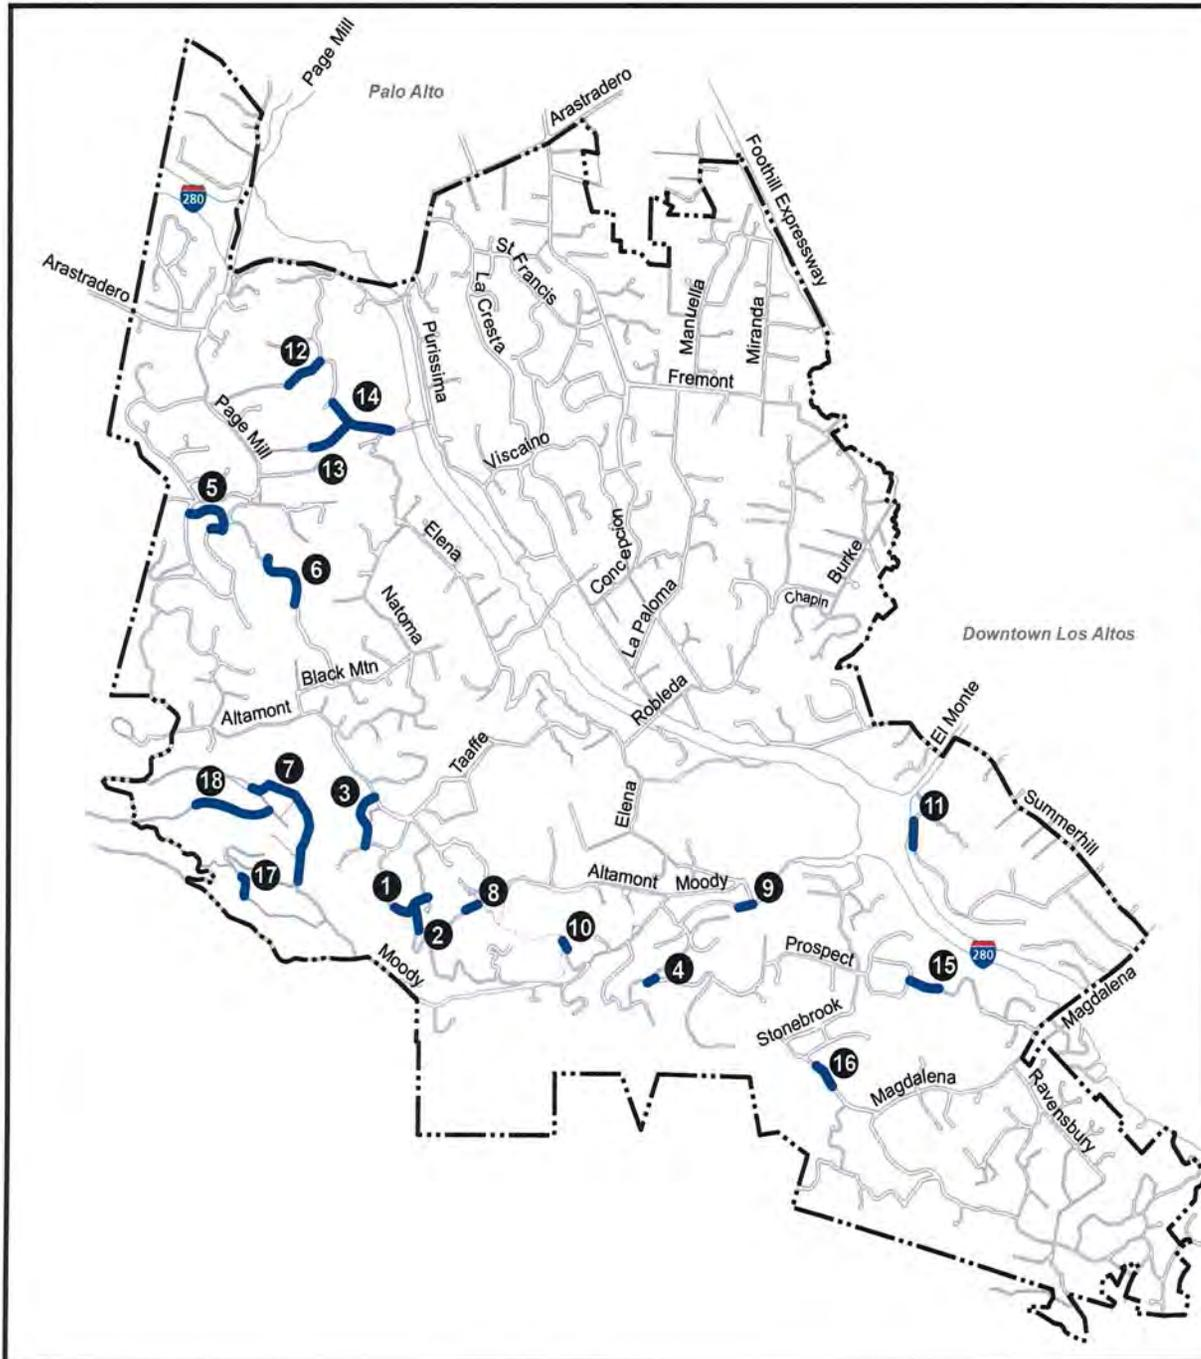 Page Mill
Palo Alto
Arastradero
Foothill Expressway
280
St Francis
La Cresta
Arastradero
Manuella
Miranda
Purissima
12
Fremont
14
Page Mill
Viscaino
13
5
Elena
Concepcion
6
Burke
Natoma
La Paloma
Chapin
Downtown Los Altos
Black Mtn
Altamont
Robleda
El Monte
Taaffe
7
18
3
Elena
11
Summerhill
17
1
8
Altamont
Moody
9
2
10
Moody
Prospect
280
4
15
Magdalena
Stonebrook
16
Magdalena
Ravensbury